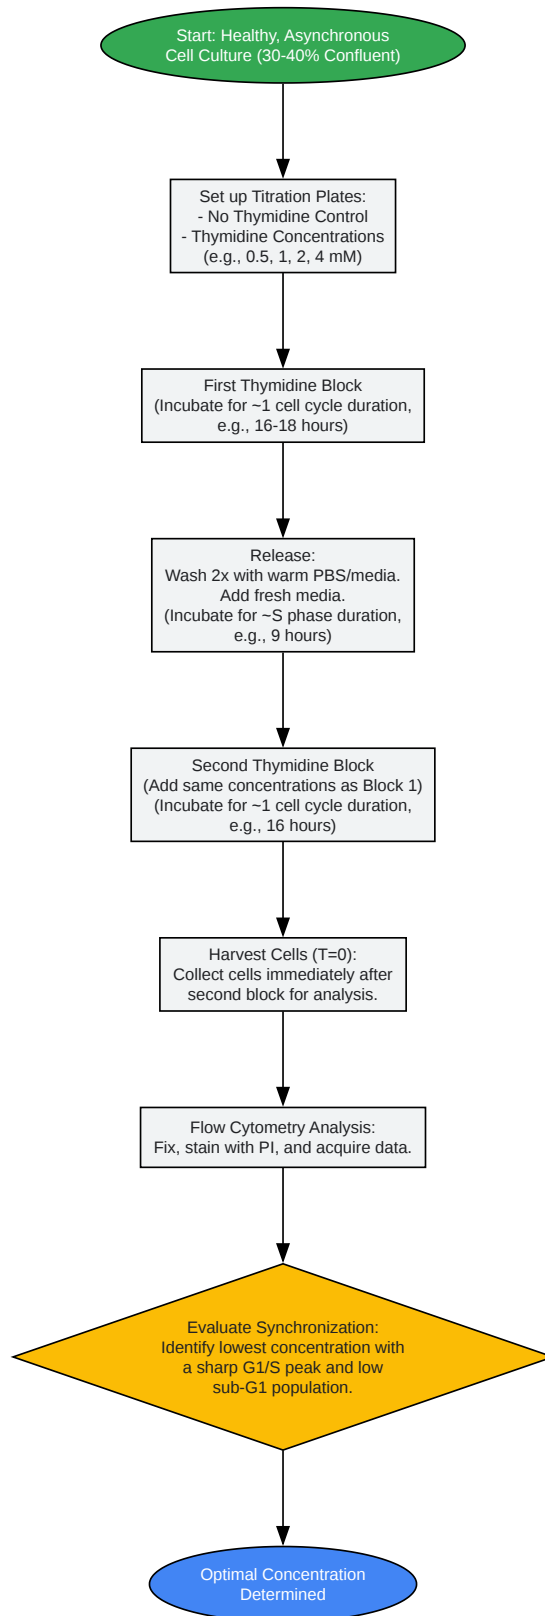 Start: Healthy, Asynchronous
Cell Culture (30-40% Confluent)
Set up Titration Plates:
- No Thymidine Control
- Thymidine Concentrations
(e.g., 0.5, 1, 2, 4 mM)
First Thymidine Block
(Incubate for ~1 cell cycle duration,
e.g., 16-18 hours)
Release:
Wash 2x with warm PBS/media.
Add fresh media.
(Incubate for ~S phase duration,
e.g., 9 hours)
Second Thymidine Block
(Add same concentrations as Block 1)
(Incubate for ~1 cell cycle duration,
e.g., 16 hours)
Harvest Cells (T=0):
Collect cells immediately after
second block for analysis.
Flow Cytometry Analysis:
Fix, stain with PI, and acquire data.
Evaluate Synchronization:
Identify lowest concentration with
a sharp G1/S peak and low
sub-G1 population.
Optimal Concentration
Determined